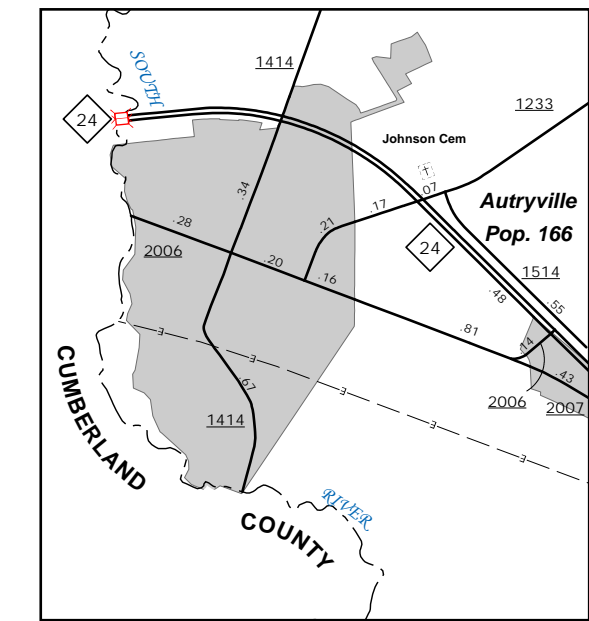 SOUTH
1414
24
1233
Johnson Cem
.07
Autryville
Pop. 166
.34
.17
.21
.28
24
2006
.20
.16
1514
.48
.55
.81
.14
E
E
E
E
E
.67
.43
2006
2007
1414
CUMBERLAND
COUNTY
RIVER